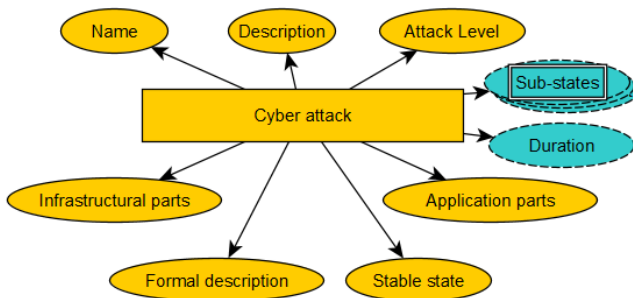 Name
Description
Attack Level
Sub-states
Cyber attack
Duration
Infrastructural parts
Application parts
Formal description
Stable state